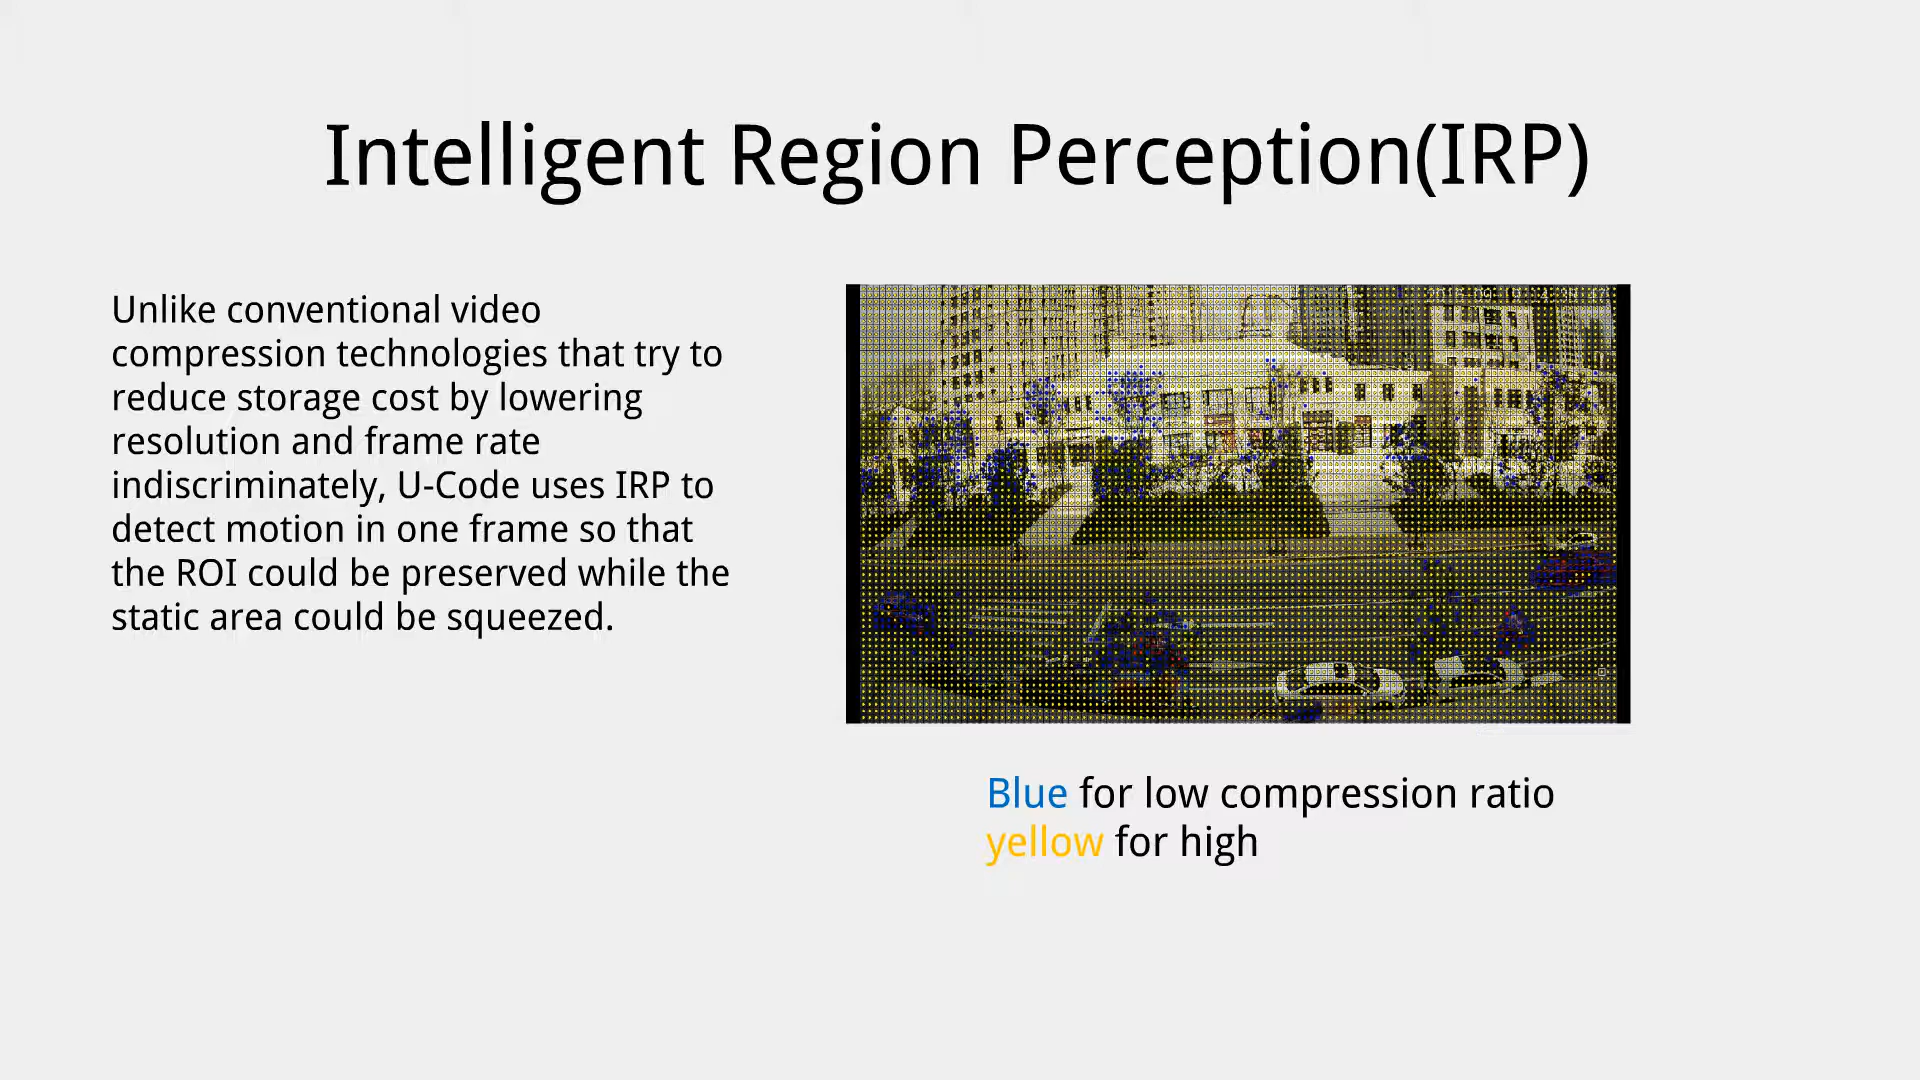 Intelligent Region Perception(IRP)
Unlike conventional video
compression technologies that try to
reduce storage cost by lowering
resolution and frame rate
indiscriminately, U-Code uses IRP to
detect motion in one frame so that
the ROI could be preserved while the
static area could be squeezed.
Blue for low compression ratio
yellow for high